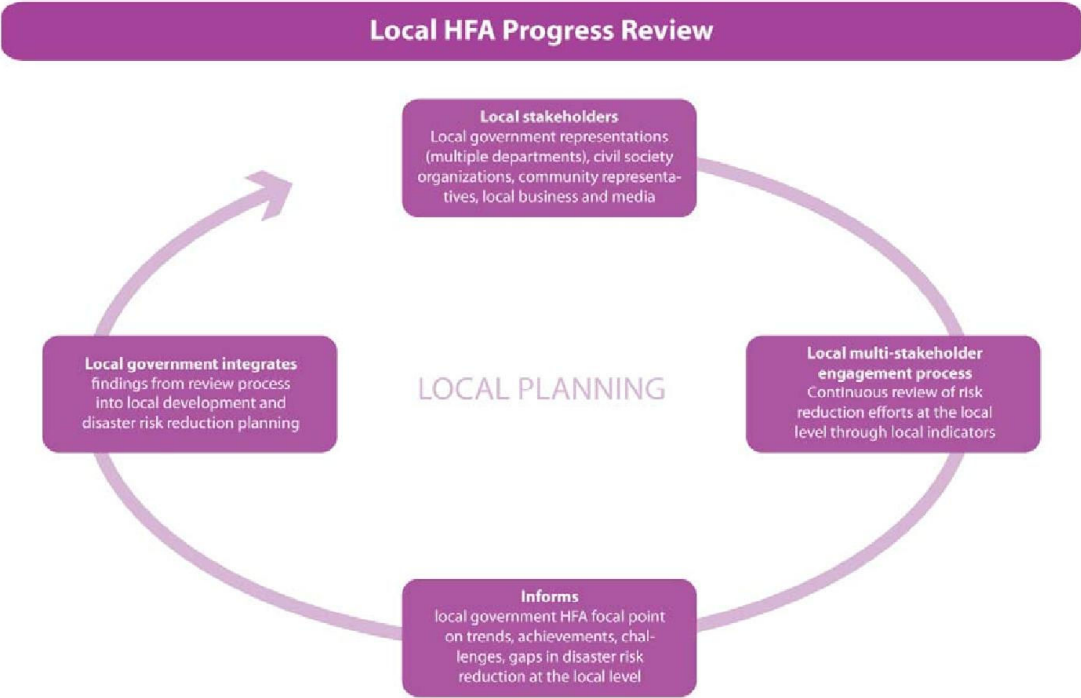 Local HFA Progress Review
Local stakeholders
Local government representations
(multiple departments), civil society
organizations, community representa-
tives, local business and media
Local government integrates
findings from review process
into local development and
disaster risk reduction planning
LOCAL PLANNING
Local multi-stakeholder
engagement process
Continuous review of risk
reduction efforts at the local
level through local indicators
Informs
local government HFA focal point
on trends, achievements, chal-
lenges, gaps in disaster risk
reduction at the local level